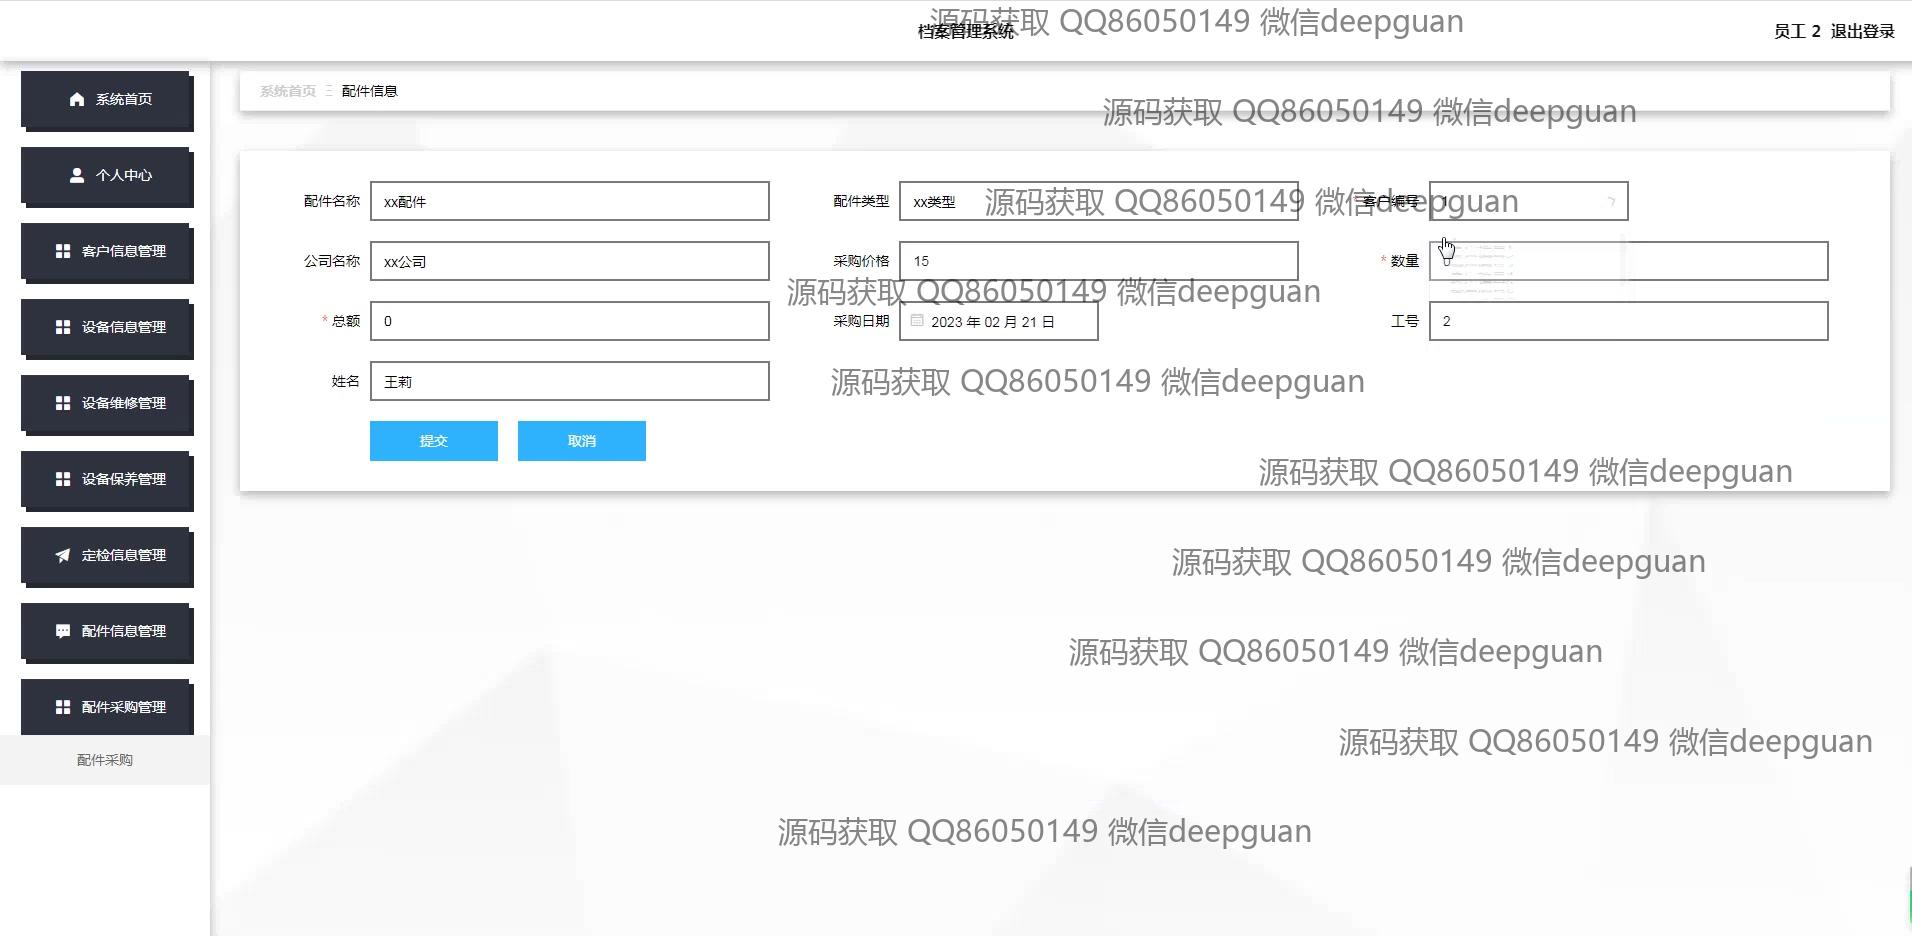 源码获取 QQ86050149 微信deepguan
档案管理系统
员工 2 退出登录
系统首页
个人中心
客户信息管理
设备信息管理
设备维修管理
设备保养管理
定检信息管理
配件信息管理
配件采购管理
配件采购
系统首页 配件信息
源码获取 QQ86050149 微信deepguan
配件名称 xx配件
配件类型 xx类型
* 客户编号 1
源码获取 QQ86050149 微信deepguan
公司名称 xx公司
采购价格 15
* 数量 0
源码获取 QQ86050149 微信deepguan
* 总额 0
采购日期 2023 年 02 月 21 日
工号 2
姓名 王莉
源码获取 QQ86050149 微信deepguan
提交 取消
源码获取 QQ86050149 微信deepguan
源码获取 QQ86050149 微信deepguan
源码获取 QQ86050149 微信deepguan
源码获取 QQ86050149 微信deepguan
源码获取 QQ86050149 微信deepguan